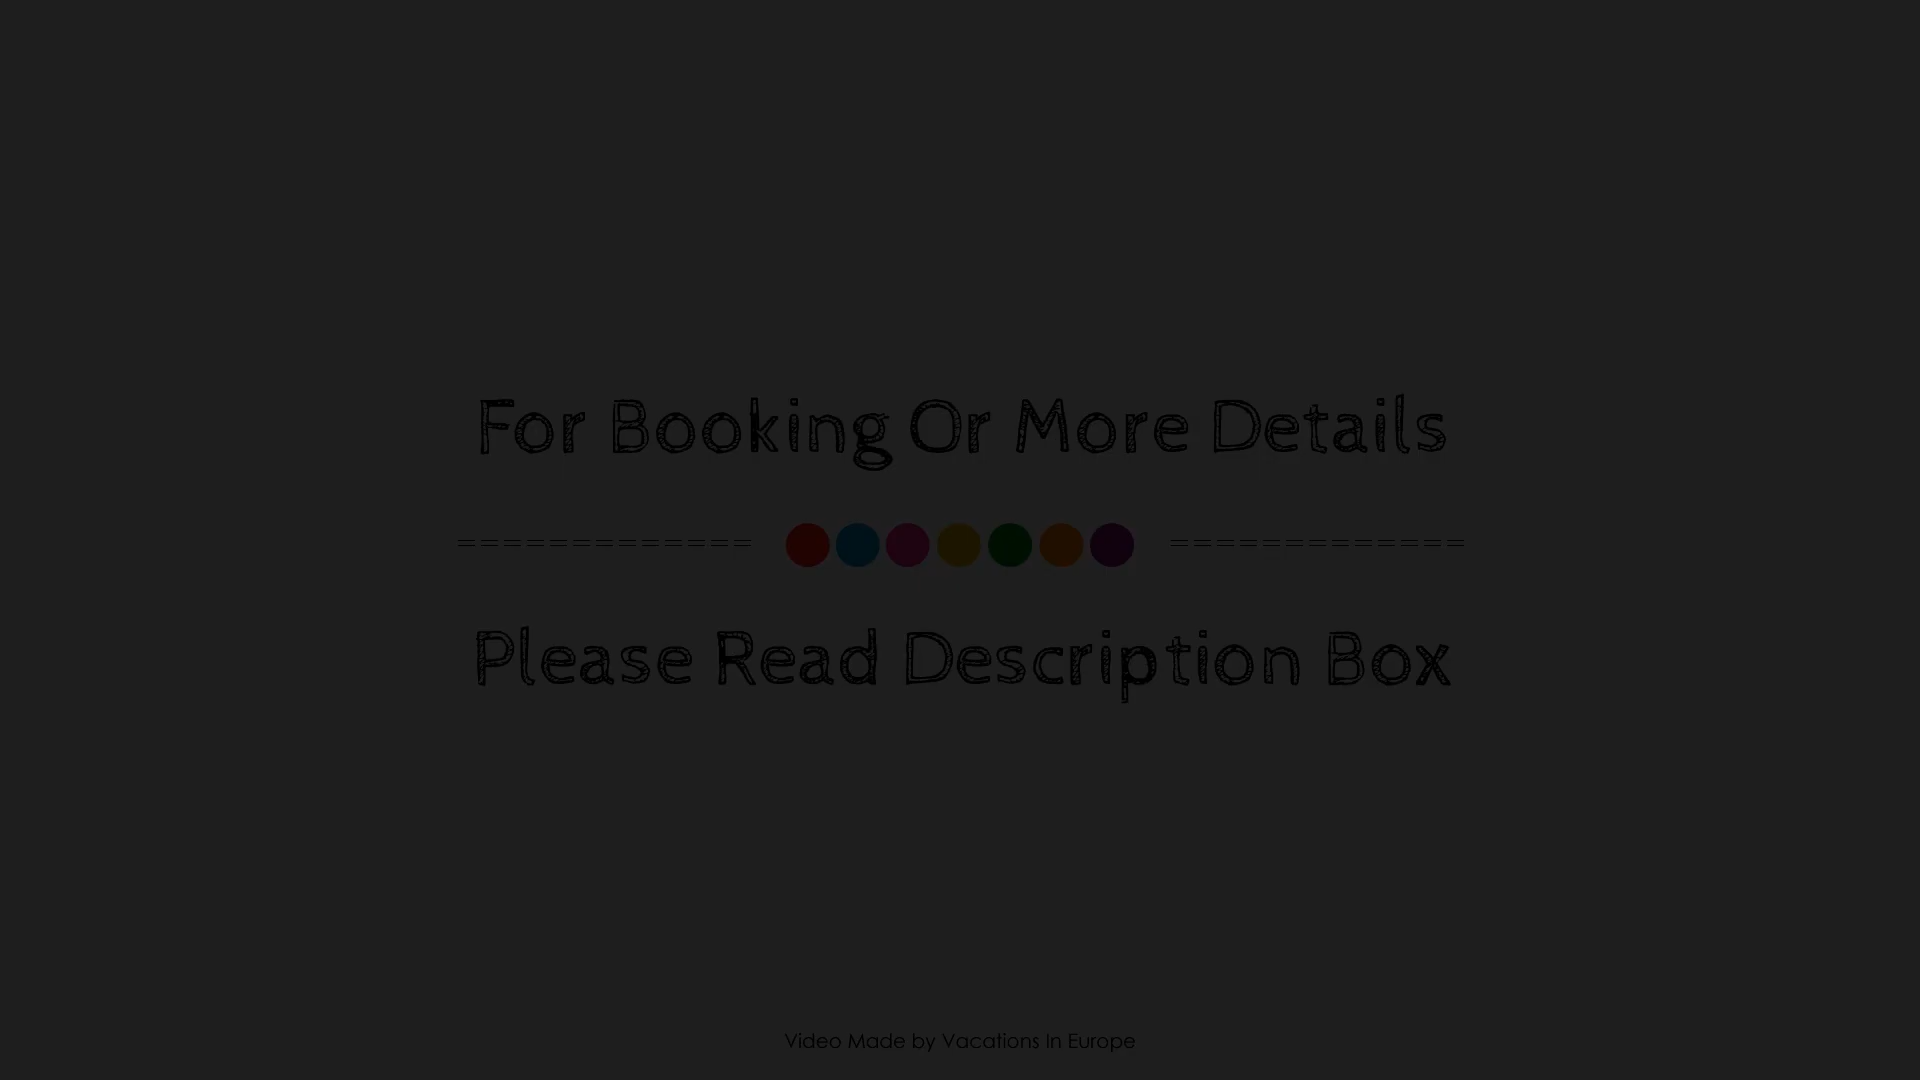 For Booking Or More Details
============= =============
Please Read Description Box
Video Made by Vacations In Europe